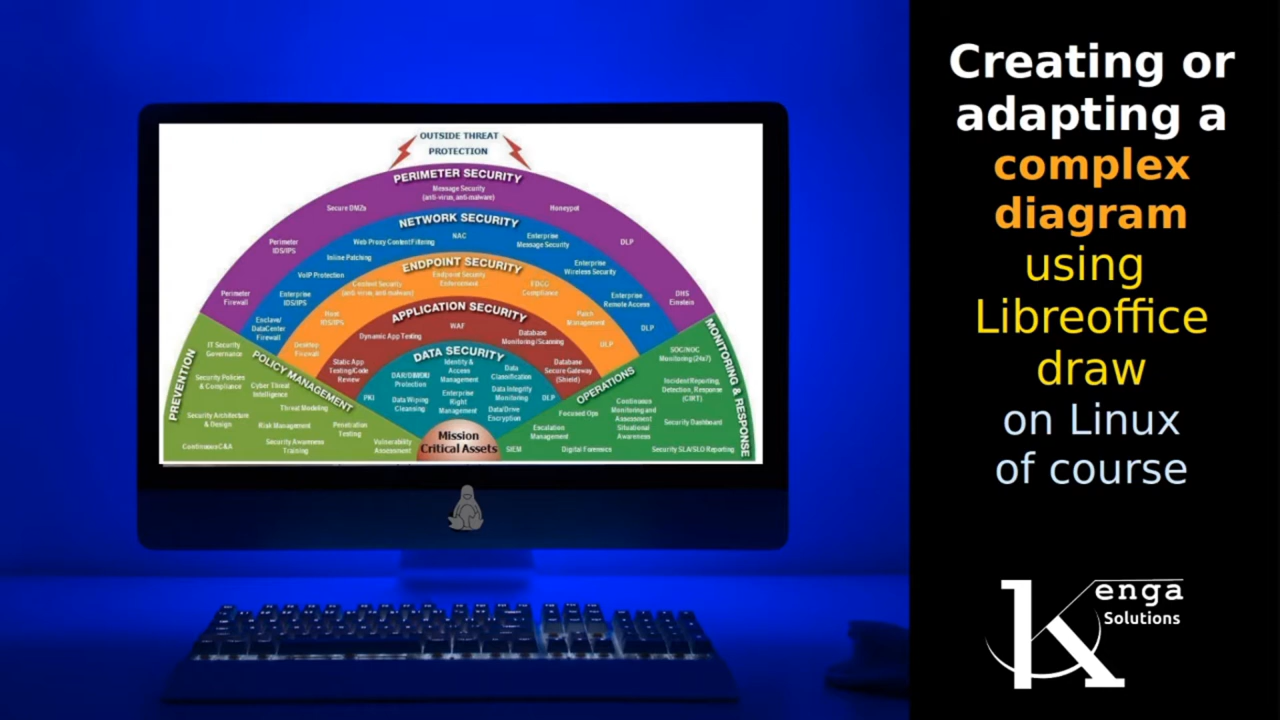 OUTSIDE THREAT
PROTECTION
PERIMETER SECURITY
Message Security
(anti-virus, anti-malware)
Secure DMZs
Honeypot
Perimeter
IDS/IPS
DLP
Perimeter
Firewall
DHS
Einstein
NETWORK SECURITY
NAC
Web Proxy Content Filtering
Enterprise
Message Security
Inline Patching
VoIP Protection
Enterprise
Wireless Security
Enterprise
IDS/IPS
Enterprise
Remote Access
Enclave/
DataCenter
Firewall
DLP
ENDPOINT SECURITY
Endpoint Security
Enforcement
Content Security
(anti-virus, anti-malware)
FDCC
Compliance
Host
IDS/IPS
Patch
Management
Desktop
Firewall
DLP
APPLICATION SECURITY
WAF
Dynamic App Testing
Database
Monitoring/Scanning
Static App
Testing/Code
Review
Database
Secure Gateway
(Shield)
DATA SECURITY
Identity &
Access
Management
DAR/DIM/DIU
Protection
Data
Classification
PKI
Data Wiping
Cleansing
Enterprise
Right
Management
Data Integrity
Monitoring
DLP
Data/Drive
Encryption
Mission
Critical Assets
PREVENTION
POLICY MANAGEMENT
IT Security
Governance
Security Policies
& Compliance
Cyber Threat
Intelligence
Security Architecture
& Design
Threat Modeling
Risk Management
Penetration
Testing
Continuous C&A
Security Awareness
Training
Vulnerability
Assessment
OPERATIONS
MONITORING & RESPONSE
SOC/NOC
Monitoring (24x7)
Incident Reporting,
Detection, Response
(CIRT)
Focused Ops
Continuous
Monitoring and
Assessment
Situational
Awareness
Security Dashboard
Escalation
Management
SIEM
Digital Forensics
Security SLA/SLO Reporting
Creating or
adapting a
complex
diagram
using
Libreoffice
draw
on Linux
of course
Kenga
Solutions